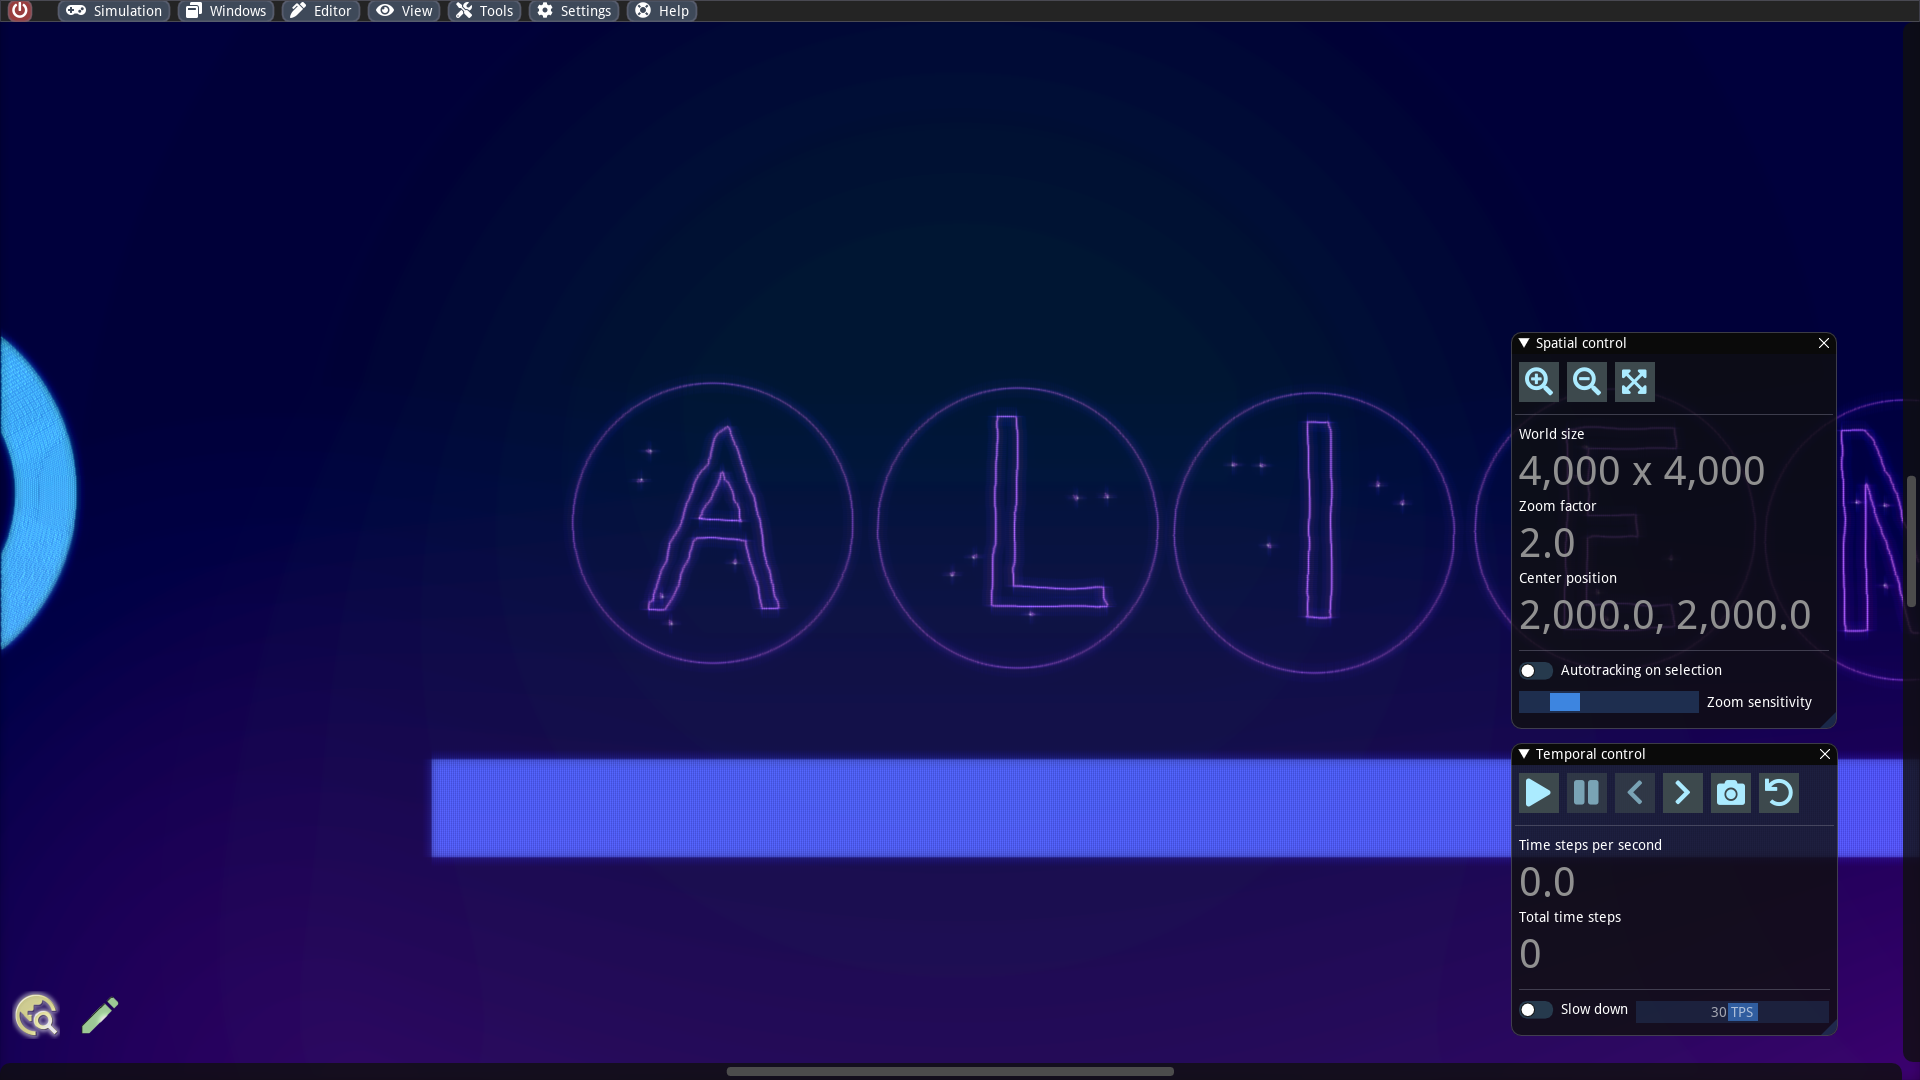 Simulation Windows Editor View Tools Settings Help
A L I E N
Spatial control
World size
4,000 x 4,000
Zoom factor
2.0
Center position
2,000.0, 2,000.0
Autotracking on selection
Zoom sensitivity
Temporal control
Time steps per second
0.0
Total time steps
0
Slow down 30 TPS